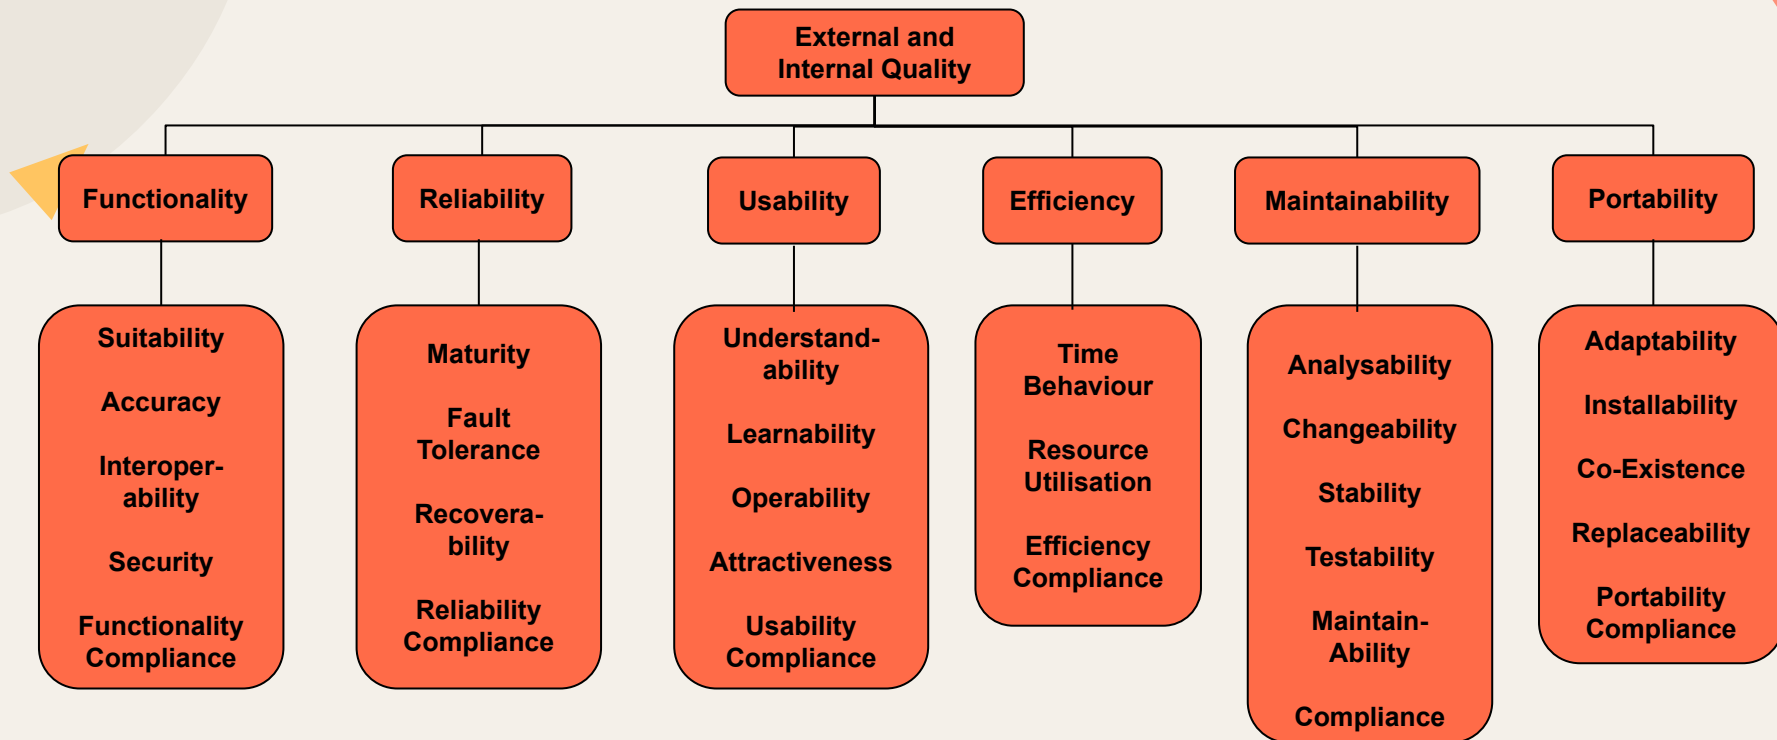 External and
Internal Quality
Functionality
Reliability
Usability
Efficiency
Maintainability
Portability
Suitability
Accuracy
Interoper-
ability
Security
Functionality
Compliance
Maturity
Fault
Tolerance
Recovera-
bility
Reliability
Compliance
Understand-
ability
Learnability
Operability
Attractiveness
Usability
Compliance
Time
Behaviour
Resource
Utilisation
Efficiency
Compliance
Analysability
Changeability
Stability
Testability
Maintain-
Ability
Compliance
Adaptability
Installability
Co-Existence
Replaceability
Portability
Compliance